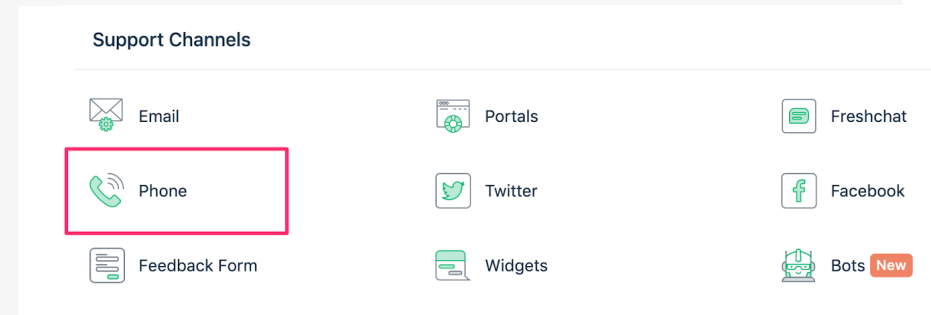 Support Channels
Email
Portals
Freshchat
Phone
Twitter
Facebook
Feedback Form
Widgets
Bots New